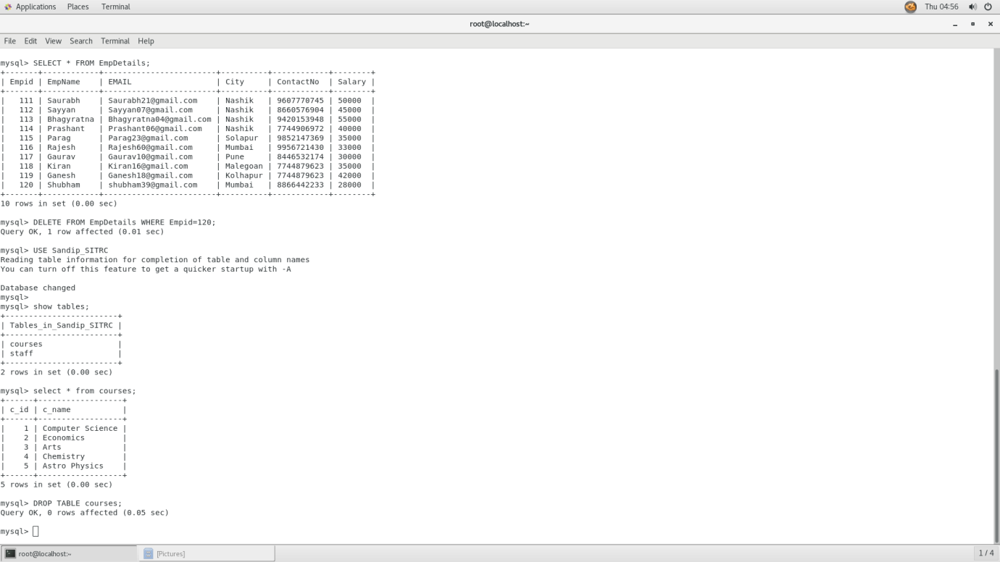 Applications Places Terminal Thu 04:56
root@localhost:~
File Edit View Search Terminal Help
mysql> SELECT * FROM EmpDetails;
+-------+------------+------------------------+----------+------------+--------+
| Empid | EmpName    | EMAIL                  | City     | ContactNo  | Salary |
+-------+------------+------------------------+----------+------------+--------+
|   111 | Saurabh    | Saurabh21@gmail.com    | Nashik   | 9607770745 | 50000  |
|   112 | Sayyan     | Sayyan07@gmail.com     | Nashik   | 8660576904 | 45000  |
|   113 | Bhagyratna | Bhagyratna04@gmail.com | Nashik   | 9420153948 | 55000  |
|   114 | Prashant   | Prashant06@gmail.com   | Nashik   | 7744906972 | 40000  |
|   115 | Parag      | Parag23@gmail.com      | Solapur  | 9852147369 | 35000  |
|   116 | Rajesh     | Rajesh60@gmail.com     | Mumbai   | 9956721430 | 33000  |
|   117 | Gaurav     | Gaurav10@gmail.com     | Pune     | 8446532174 | 30000  |
|   118 | Kiran      | Kiran16@gmail.com      | Malegoan | 7744879623 | 35000  |
|   119 | Ganesh     | Ganesh18@gmail.com     | Kolhapur | 7744879623 | 42000  |
|   120 | Shubham    | shubham39@gmail.com    | Mumbai   | 8866442233 | 28000  |
+-------+------------+------------------------+----------+------------+--------+
10 rows in set (0.00 sec)
mysql> DELETE FROM EmpDetails WHERE Empid=120;
Query OK, 1 row affected (0.01 sec)
mysql> USE Sandip_SITRC
Reading table information for completion of table and column names
You can turn off this feature to get a quicker startup with -A
Database changed
mysql>
mysql> show tables;
+------------------------+
| Tables_in_Sandip_SITRC |
+------------------------+
| courses                |
| staff                  |
+------------------------+
2 rows in set (0.00 sec)
mysql> select * from courses;
+------+------------------+
| c_id | c_name           |
+------+------------------+
|    1 | Computer Science |
|    2 | Economics        |
|    3 | Arts             |
|    4 | Chemistry        |
|    5 | Astro Physics    |
+------+------------------+
5 rows in set (0.00 sec)
mysql> DROP TABLE courses;
Query OK, 0 rows affected (0.05 sec)
mysql>
root@localhost:~ [Pictures] 1 / 4